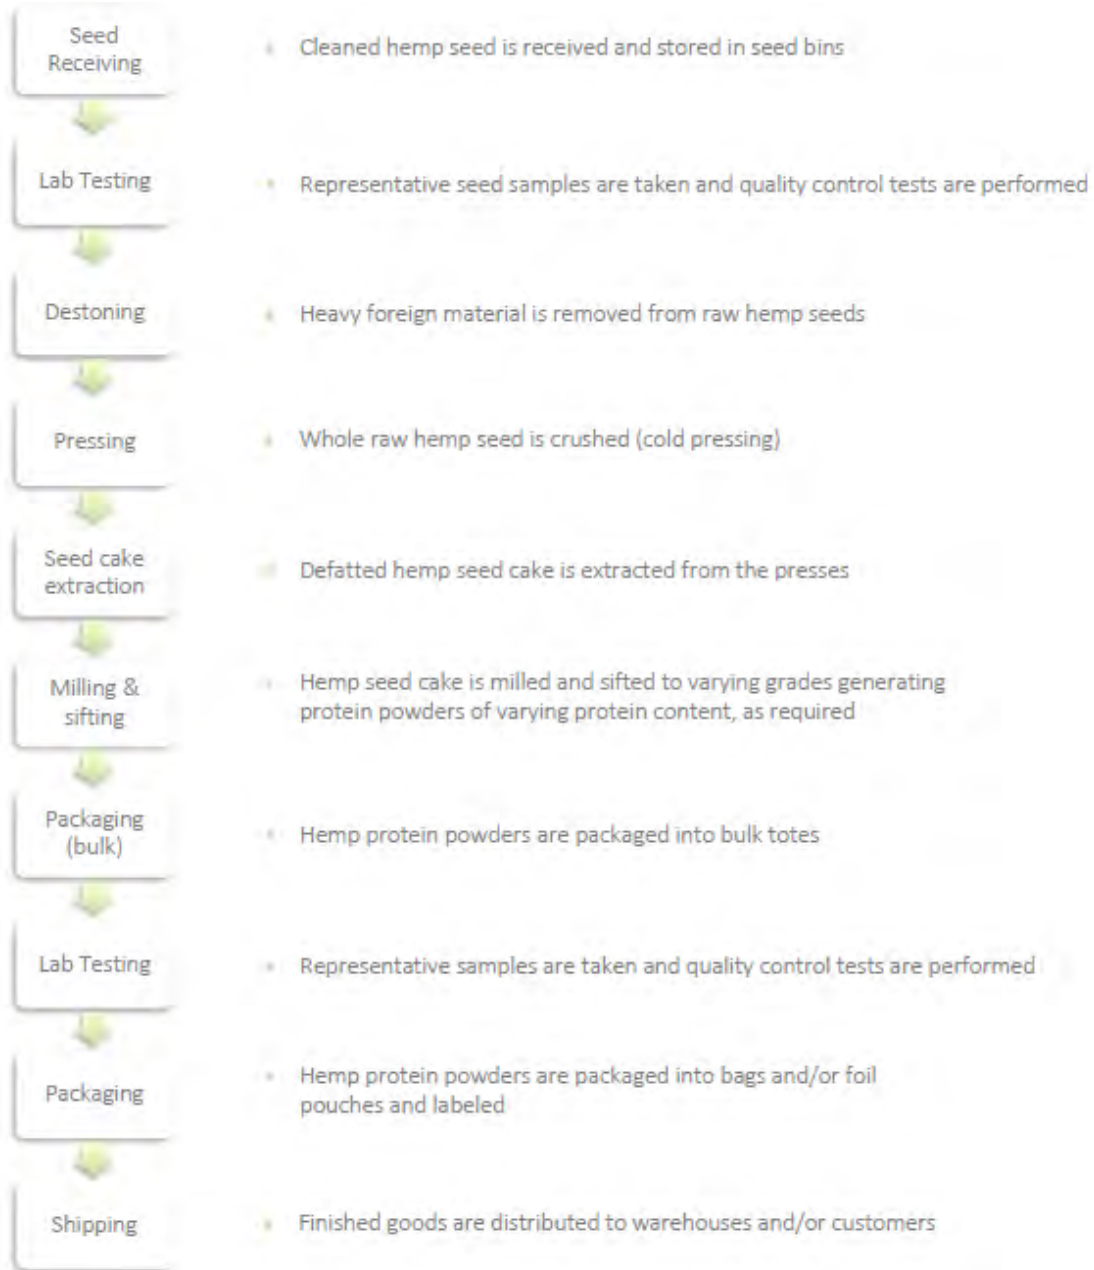 Seed
Receiving
Cleaned hemp seed is received and stored in seed bins
Lab Testing
Representative seed samples are taken and quality control tests are performed
Destoning
Heavy foreign material is removed from raw hemp seeds
Pressing
Whole raw hemp seed is crushed (cold pressing)
Seed cake
extraction
Defatted hemp seed cake is extracted from the presses
Milling &
sifting
Hemp seed cake is milled and sifted to varying grades generating
protein powders of varying protein content, as required
Packaging
(bulk)
Hemp protein powders are packaged into bulk totes
Lab Testing
Representative samples are taken and quality control tests are performed
Packaging
Hemp protein powders are packaged into bags and/or foil
pouches and labeled
Shipping
Finished goods are distributed to warehouses and/or customers